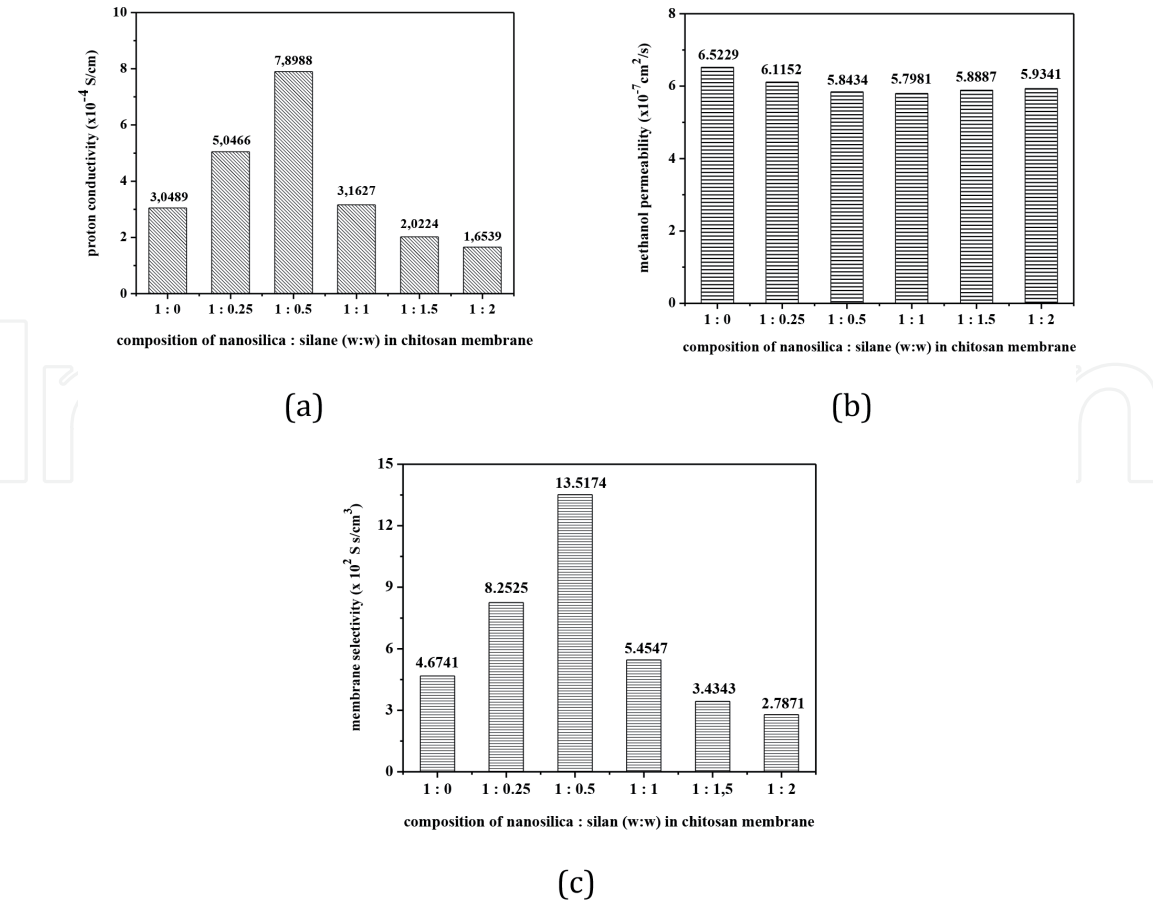 10
8
6
4
2
0
proton conductivity (x10⁻⁴ S/cm)
3,0489
5,0466
7,8988
3,1627
2,0224
1,6539
1 : 0 1 : 0.25 1 : 0.5 1 : 1 1 : 1.5 1 : 2
composition of nanosilica : silane (w:w) in chitosan membrane
(a)
8
6
4
2
0
methanol permeability (x10⁻⁷cm²/s)
6.5229
6.1152
5.8434
5.7981
5.8887
5.9341
1 : 0 1 : 0.25 1 : 0.5 1 : 1 1 : 1.5 1 : 2
composition of nanosilica : silane (w:w) in chitosan membrane
(b)
15
12
9
6
3
0
membrane selectivity (x 10² S s/cm³)
4.6741
8.2525
13.5174
5.4547
3.4343
2.7871
1 : 0 1 : 0.25 1 : 0.5 1 : 1 1 : 1,5 1 : 2
composition of nanosilica : silan (w:w) in chitosan membrane
(c)